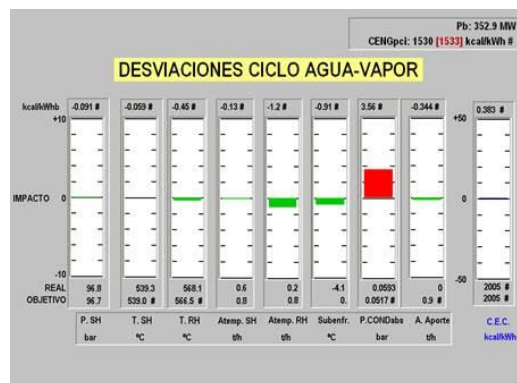 Pb: 352.9 MW
CENGpci: 1530 [1533] kcal/kWh #
DESVIACIONES CICLO AGUA-VAPOR
kcal/kWhb -0.091 # -0.059 # -0.45 # -0.13 # -1.2 # -0.91 # 3.56 # -0.344 # 0.383 #
+10 +50
IMPACTO 0 0
-10 -50
REAL 96.8 539.3 568.1 0.6 0.2 -4.1 0.0593 0 2005 #
OBJETIVO 96.7 539.0 # 566.5 # 0.8 0.8 0. 0.0517 # 0.9 # 2005 #
P. SH T. SH T. RH Atemp. SH Atemp. RH Subenfr. P.CONDabs A. Aporte C.E.C.
bar ºC ºC t/h t/h ºC bar t/h kcal/kWh